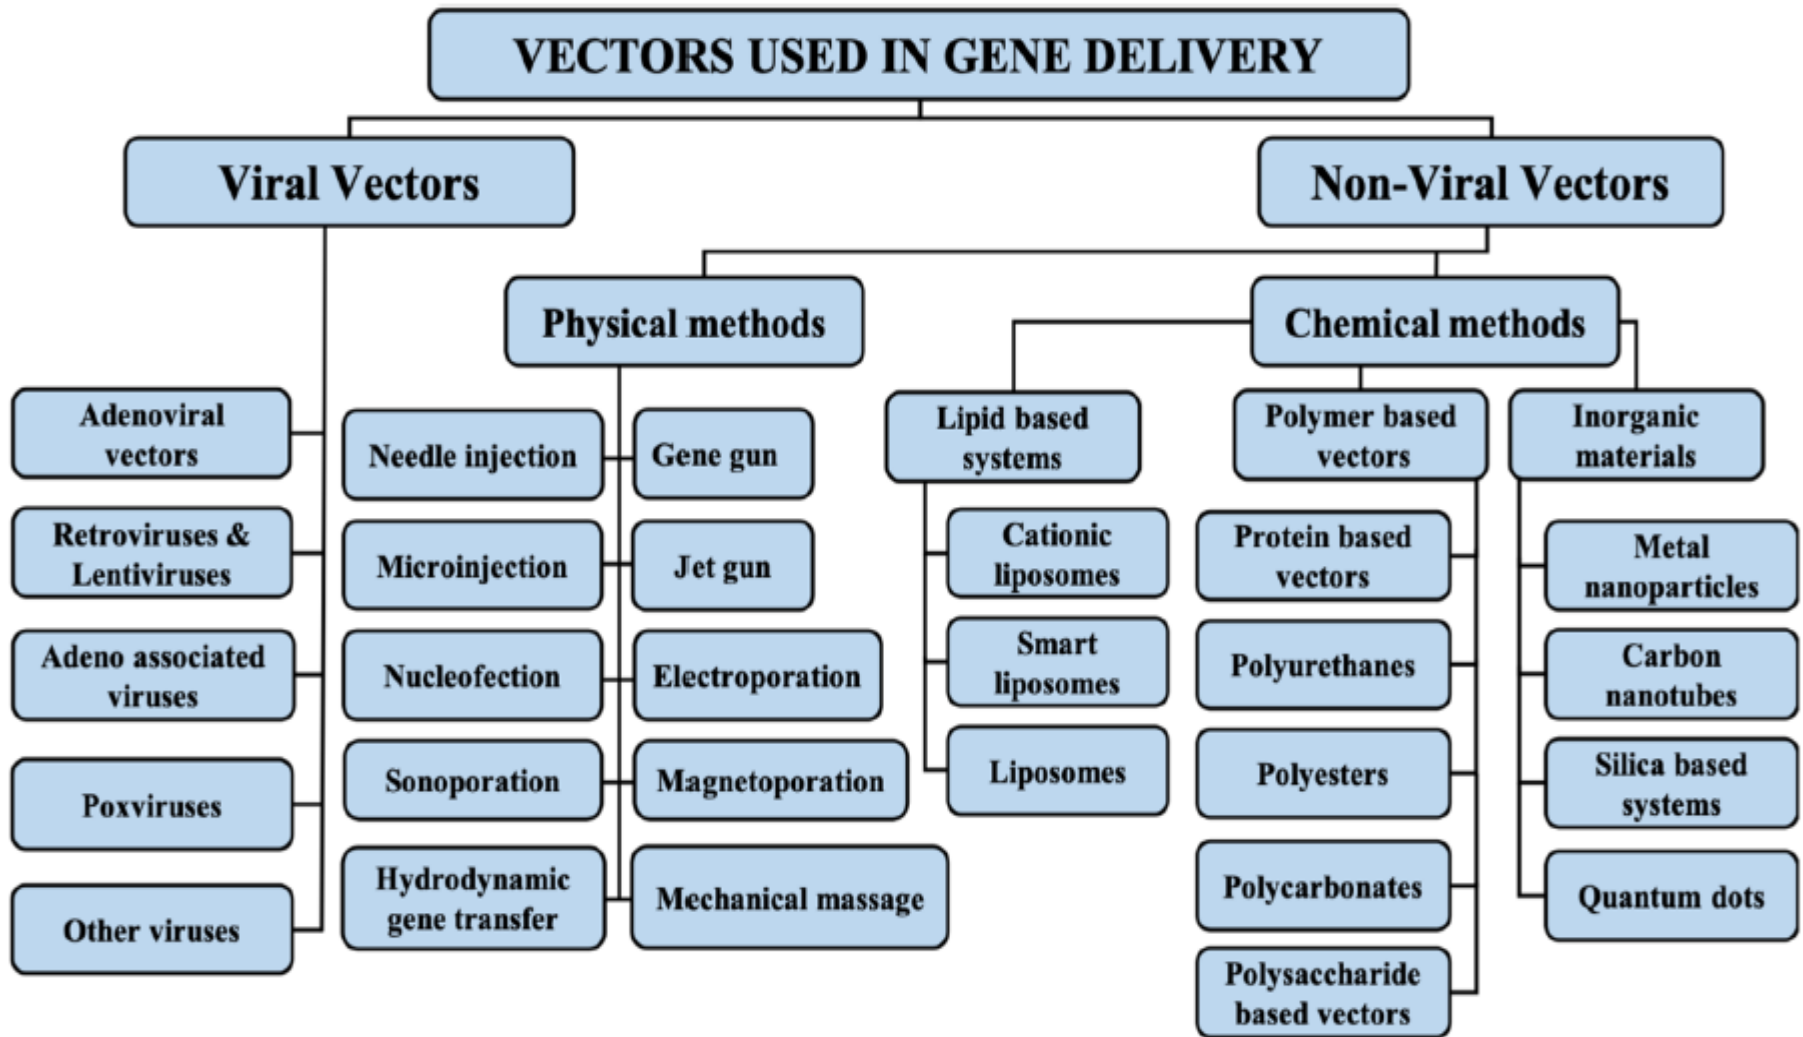 VECTORS USED IN GENE DELIVERY
Viral Vectors
Non-Viral Vectors
Physical methods
Chemical methods
Adenoviral
vectors
Retroviruses &
Lentiviruses
Adeno associated
viruses
Poxviruses
Other viruses
Needle injection
Gene gun
Microinjection
Jet gun
Nucleofection
Electroporation
Sonoporation
Magnetoporation
Hydrodynamic
gene transfer
Mechanical massage
Lipid based
systems
Cationic
liposomes
Smart
liposomes
Liposomes
Polymer based
vectors
Protein based
vectors
Polyurethanes
Polyesters
Polycarbonates
Polysaccharide
based vectors
Inorganic
materials
Metal
nanoparticles
Carbon
nanotubes
Silica based
systems
Quantum dots